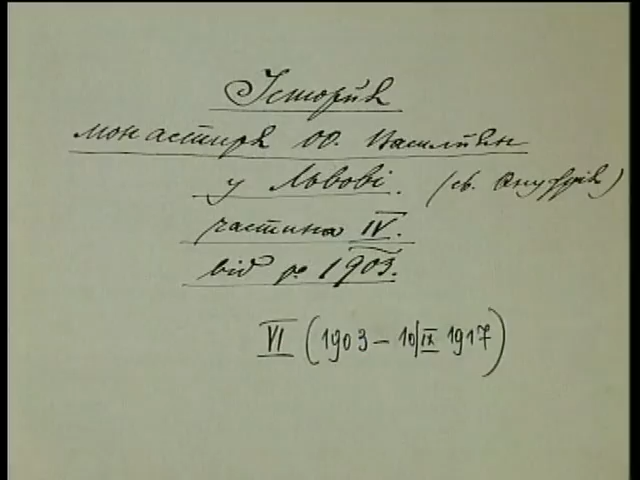 Історія
монастиря оо. Василіян
у Львові. (св. Онуфрія)
частина IV.
від р. 1903.
VI (1903 – 10/IX 1917)